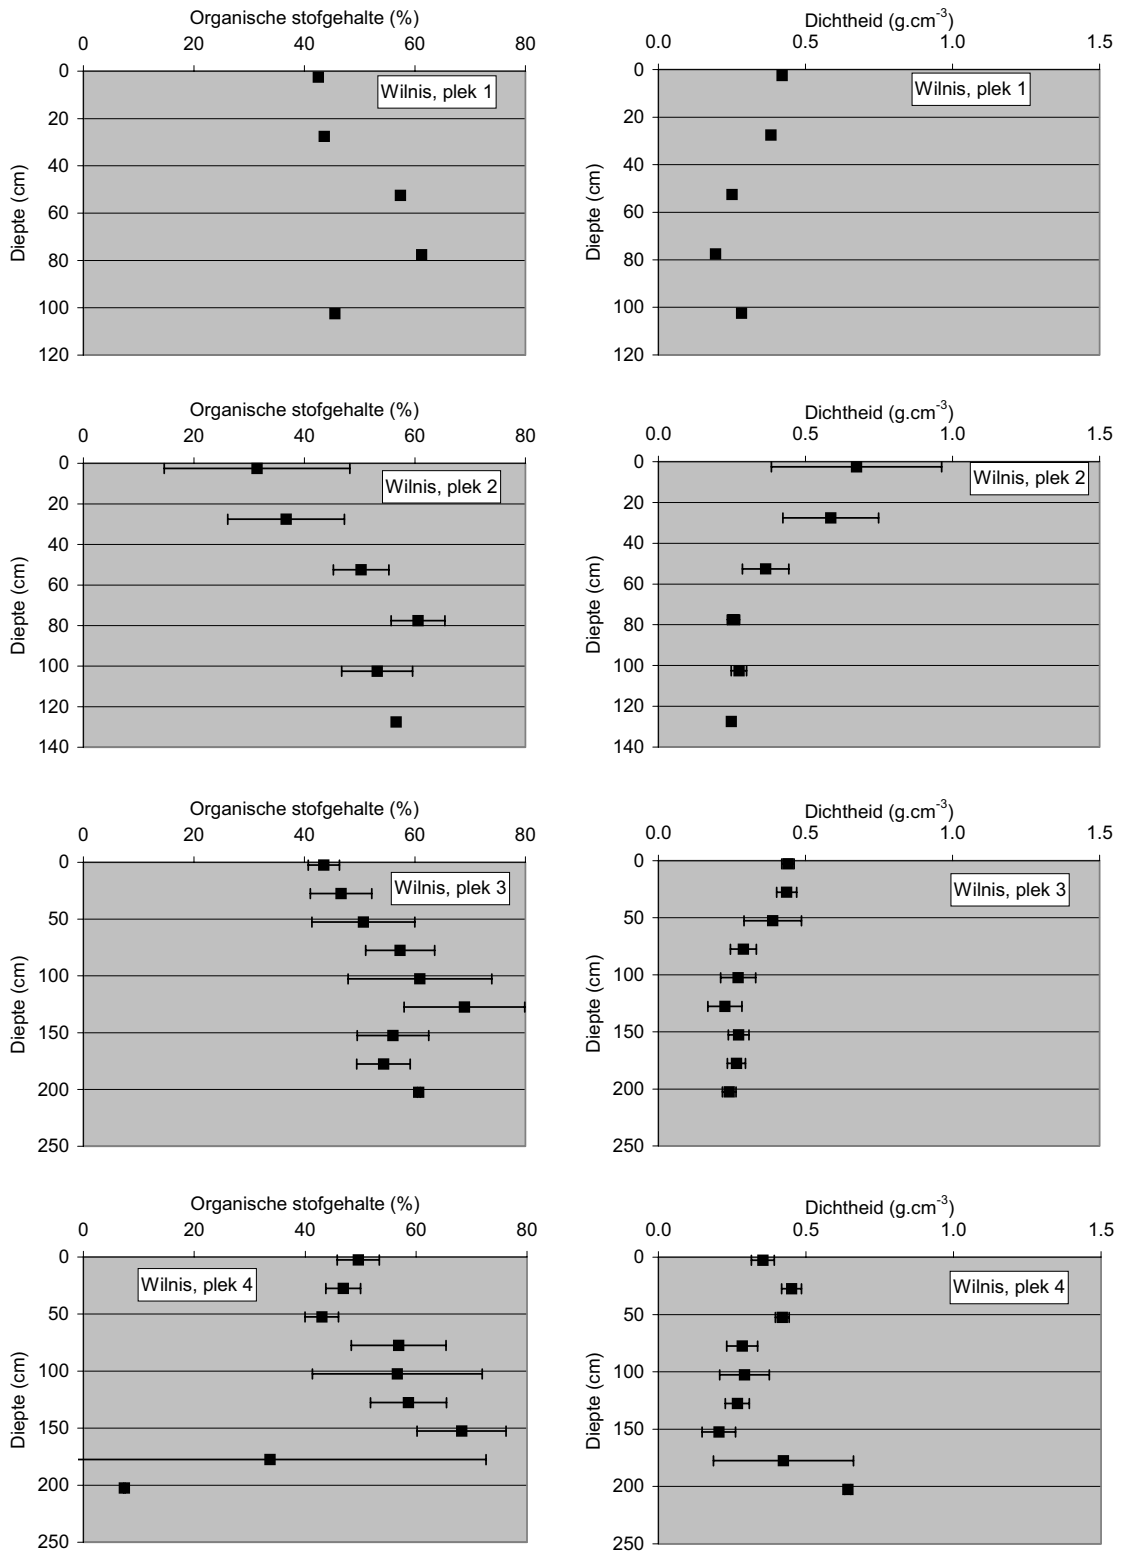 Organische stofgehalte (%)
0 20 40 60 80
0
20
40
60
80
100
120
Diepte (cm)
Wilnis, plek 1
Dichtheid (g.cm-3)
0.0 0.5 1.0 1.5
0
20
40
60
80
100
120
Diepte (cm)
Wilnis, plek 1
Organische stofgehalte (%)
0 20 40 60 80
0
20
40
60
80
100
120
140
Diepte (cm)
Wilnis, plek 2
Dichtheid (g.cm-3)
0.0 0.5 1.0 1.5
0
20
40
60
80
100
120
140
Diepte (cm)
Wilnis, plek 2
Organische stofgehalte (%)
0 20 40 60 80
0
50
100
150
200
250
Diepte (cm)
Wilnis, plek 3
Dichtheid (g.cm-3)
0.0 0.5 1.0 1.5
0
50
100
150
200
250
Diepte (cm)
Wilnis, plek 3
Organische stofgehalte (%)
0 20 40 60 80
0
50
100
150
200
250
Diepte (cm)
Wilnis, plek 4
Dichtheid (g.cm-3)
0.0 0.5 1.0 1.5
0
50
100
150
200
250
Diepte (cm)
Wilnis, plek 4